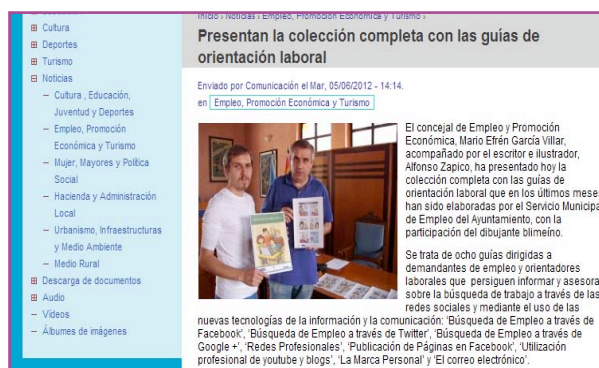 Cultura
Deportes
Turismo
Noticias
Cultura , Educación,
Juventud y Deportes
Empleo, Promoción
Económica y Turismo
Mujer, Mayores y Política
Social
Hacienda y Administración
Local
Urbanismo, Infraestructuras
y Medio Ambiente
Medio Rural
Descarga de documentos
Audio
Vídeos
Álbumes de imágenes
Inicio › Noticias › Empleo, Promoción Económica y Turismo ›
Presentan la colección completa con las guías de
orientación laboral
Enviado por Comunicación el Mar, 05/06/2012 - 14:14.
en Empleo, Promoción Económica y Turismo
El concejal de Empleo y Promoción
Económica, Mario Efrén García Villar,
acompañado por el escritor e ilustrador,
Alfonso Zapico, ha presentado hoy la
colección completa con las guías de
orientación laboral que en los últimos mese
han sido elaboradas por el Servicio Municipa
de Empleo del Ayuntamiento, con la
participación del dibujante blimeíno.
Se trata de ocho guías dirigidas a
demandantes de empleo y orientadores
laborales que persiguen informar y asesora
sobre la búsqueda de trabajo a través de las
redes sociales y mediante el uso de las
nuevas tecnologías de la información y la comunicación: 'Búsqueda de Empleo a través de
Facebook', 'Búsqueda de Empleo a través de Twitter', 'Búsqueda de Empleo a través de
Google +', 'Redes Profesionales', 'Publicación de Páginas en Facebook', 'Utilización
profesional de youtube y blogs', 'La Marca Personal' y 'El correo electrónico'.